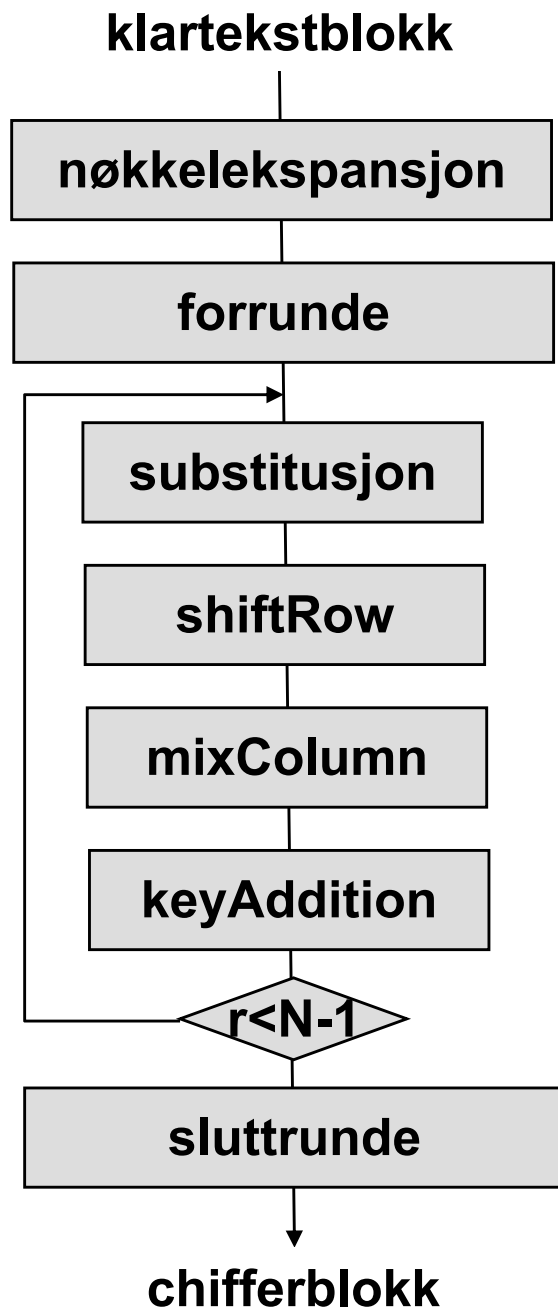 klartekstblokk
nøkkelekspansjon
forrunde
substitusjon
shiftRow
mixColumn
keyAddition
r<N-1
sluttrunde
chifferblokk